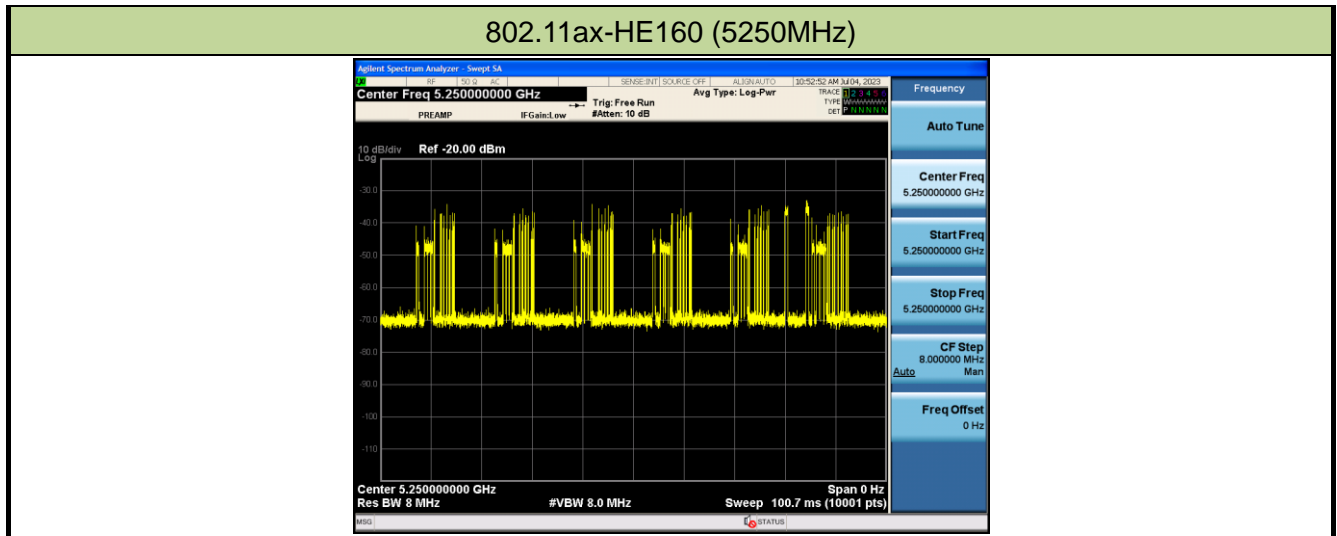 802.11ax-HE160 (5250MHz)
Agilent Spectrum Analyzer - Swept SA
RF 50 Ω AC SENSE:INT SOURCE OFF ALIGN AUTO 10:52:52 AM Jul 04, 2023
Center Freq 5.250000000 GHz Avg Type: Log-Pwr TRACE 1 2 3 4 5 6
Trig: Free Run TYPE
PREAMP IFGain:Low #Atten: 10 dB DET P N N N N N
Frequency
Auto Tune
10 dB/div Ref -20.00 dBm
Log
-30.0
-40.0
-50.0
-60.0
-70.0
-80.0
-90.0
-100
-110
Center Freq
5.250000000 GHz
Start Freq
5.250000000 GHz
Stop Freq
5.250000000 GHz
CF Step
8.000000 MHz
Auto Man
Freq Offset
0 Hz
Center 5.250000000 GHz Span 0 Hz
Res BW 8 MHz #VBW 8.0 MHz Sweep 100.7 ms (10001 pts)
MSG STATUS